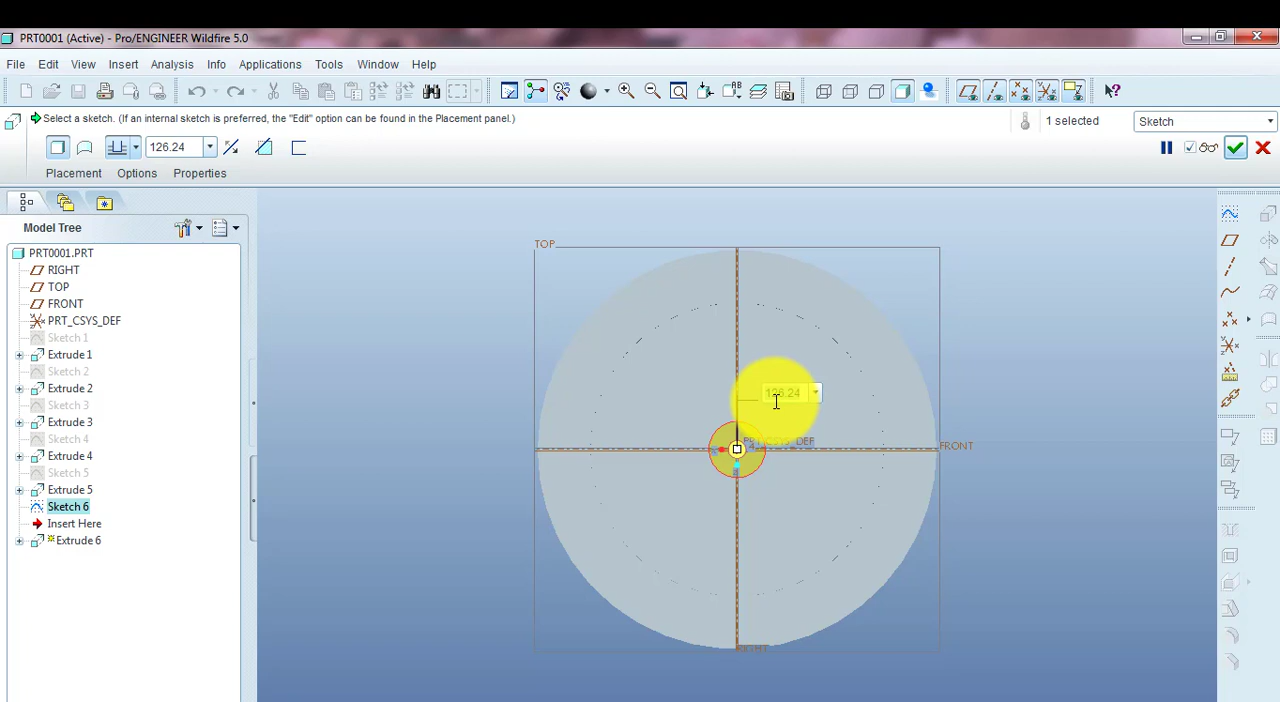 PRT0001 (Active) - Pro/ENGINEER Wildfire 5.0
File Edit View Insert Analysis Info Applications Tools Window Help
Select a sketch. (If an internal sketch is preferred, the "Edit" option can be found in the Placement panel.)
1 selected
Sketch
126.24
Placement Options Properties
Model Tree
PRT0001.PRT
RIGHT
TOP
FRONT
PRT_CSYS_DEF
Sketch 1
Extrude 1
Sketch 2
Extrude 2
Sketch 3
Extrude 3
Sketch 4
Extrude 4
Sketch 5
Extrude 5
Sketch 6
Insert Here
Extrude 6
TOP
126.24
PRT_CSYS_DEF
FRONT
RIGHT